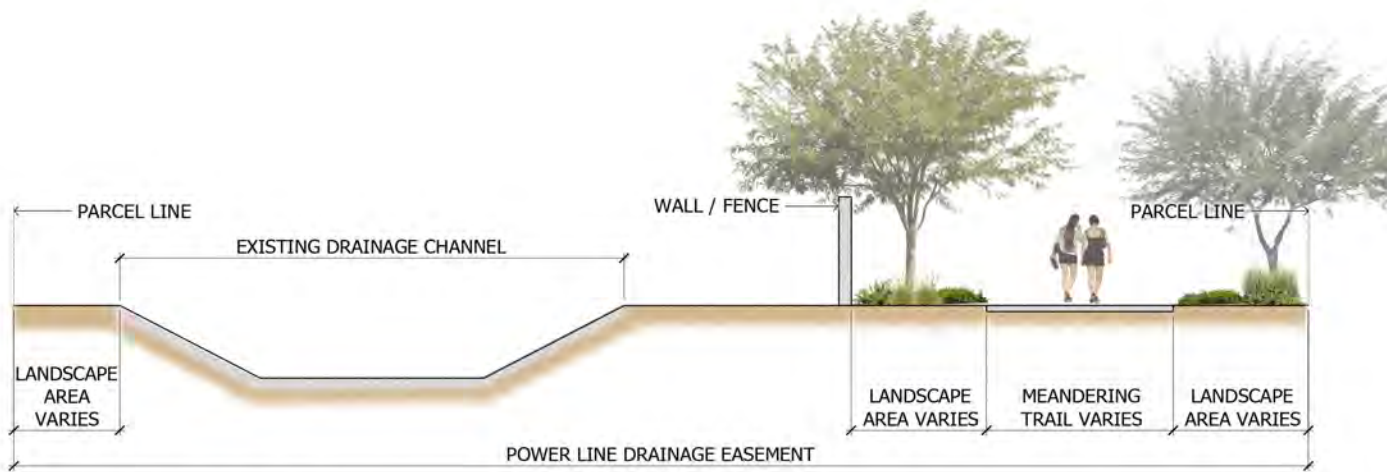 PARCEL LINE
WALL / FENCE
PARCEL LINE
EXISTING DRAINAGE CHANNEL
LANDSCAPE
AREA
VARIES
LANDSCAPE
AREA VARIES
MEANDERING
TRAIL VARIES
LANDSCAPE
AREA VARIES
POWER LINE DRAINAGE EASEMENT